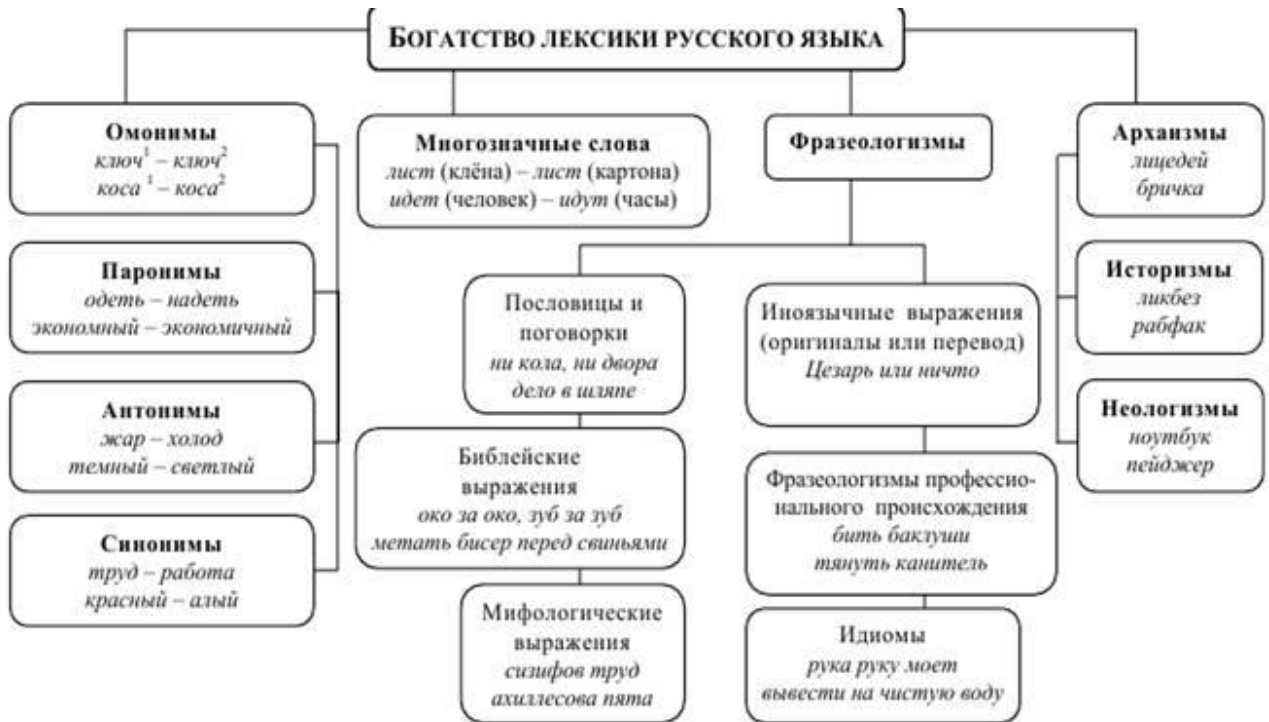 БОГАТСТВО ЛЕКСИКИ РУССКОГО ЯЗЫКА
Омонимы
ключ¹ – ключ²
коса ¹ – коса²
Паронимы
одеть – надеть
экономный – экономичный
Антонимы
жар – холод
темный – светлый
Синонимы
труд – работа
красный – алый
Многозначные слова
лист (клёна) – лист (картона)
идет (человек) – идут (часы)
Фразеологизмы
Пословицы и
поговорки
ни кола, ни двора
дело в шляпе
Библейские
выражения
око за око, зуб за зуб
метать бисер перед свиньями
Мифологические
выражения
сизифов труд
ахиллесова пята
Иноязычные выражения
(оригиналы или перевод)
Цезарь или ничто
Фразеологизмы профессио-
нального происхождения
бить баклуши
тянуть канитель
Идиомы
рука руку моет
вывести на чистую воду
Архаизмы
лицедей
бричка
Историзмы
ликбез
рабфак
Неологизмы
ноутбук
пейджер